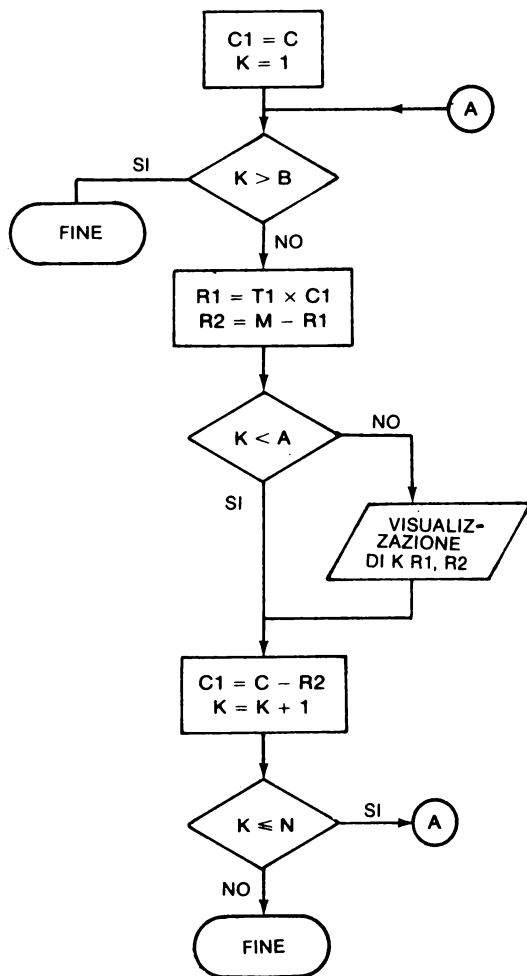 C1 = C
K = 1
A
K > B
SI
FINE
NO
R1 = T1 × C1
R2 = M − R1
K < A
NO
SI
VISUALIZ-
ZAZIONE
DI K R1, R2
C1 = C − R2
K = K + 1
K ≤ N
SI
A
NO
FINE